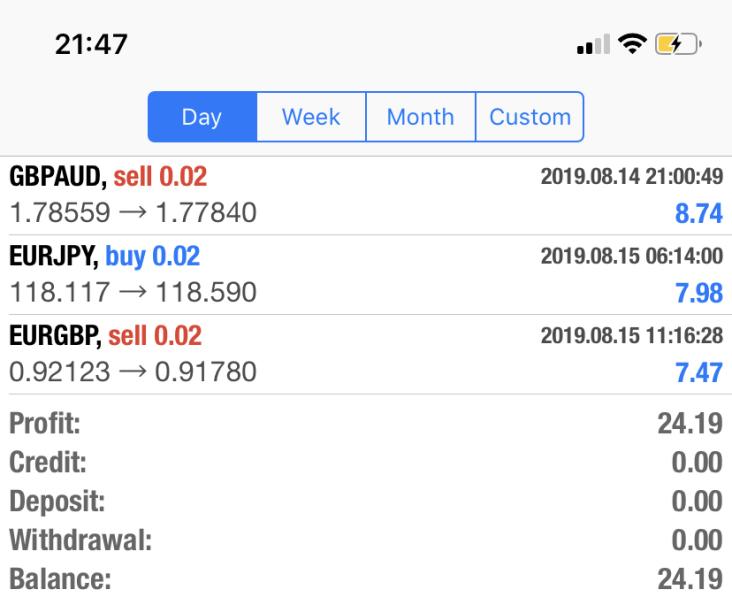 21:47
Day Week Month Custom
GBPAUD, sell 0.02 2019.08.14 21:00:49
1.78559 → 1.77840 8.74
EURJPY, buy 0.02 2019.08.15 06:14:00
118.117 → 118.590 7.98
EURGBP, sell 0.02 2019.08.15 11:16:28
0.92123 → 0.91780 7.47
Profit: 24.19
Credit: 0.00
Deposit: 0.00
Withdrawal: 0.00
Balance: 24.19